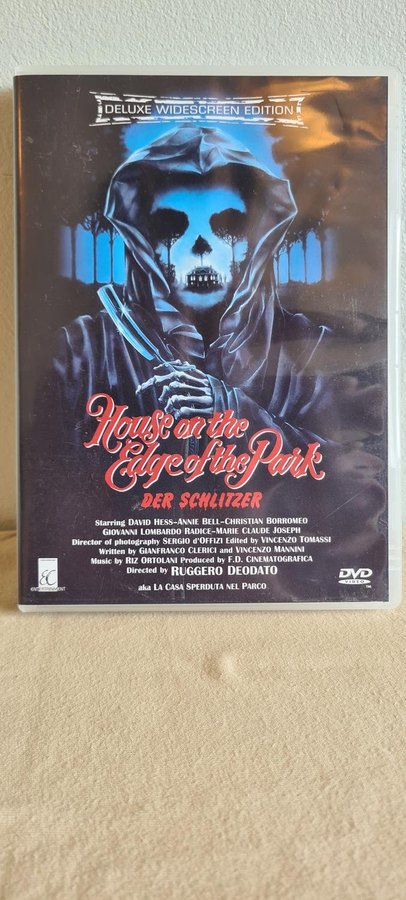 DELUXE WIDESCREEN EDITION
House on the
Edge of the Park
DER SCHLITZER
Starring DAVID HESS-ANNIE BELL-CHRISTIAN BORROMEO
GIOVANNI LOMBARDO RADICE-MARIE CLAUDE JOSEPH
Director of photography SERGIO D'OFFIZI Edited by VINCENZO TOMASSI
Written by GIANFRANCO CLERICI and VINCENZO MANNINI
Music by RIZ ORTOLANI Produced by F.D. CINEMATOGRAFICA
Directed by RUGGERO DEODATO
aka LA CASA SPERDUTA NEL PARCO
EC
ENTERTAINMENT
DVD
VIDEO
TM